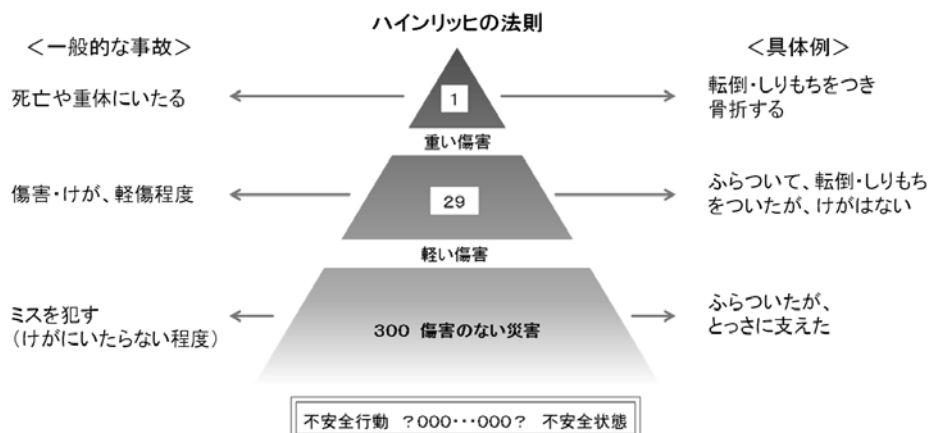 ハインリッヒの法則
＜一般的な事故＞
＜具体例＞
死亡や重体にいたる
1
転倒・しりもちをつき
骨折する
重い傷害
傷害・けが、軽傷程度
29
ふらついて、転倒・しりもち
をついたが、けがはない
軽い傷害
ミスを犯す
（けがにいたらない程度）
300 傷害のない災害
ふらついたが、
とっさに支えた
不安全行動 ？000・・・000？ 不安全状態